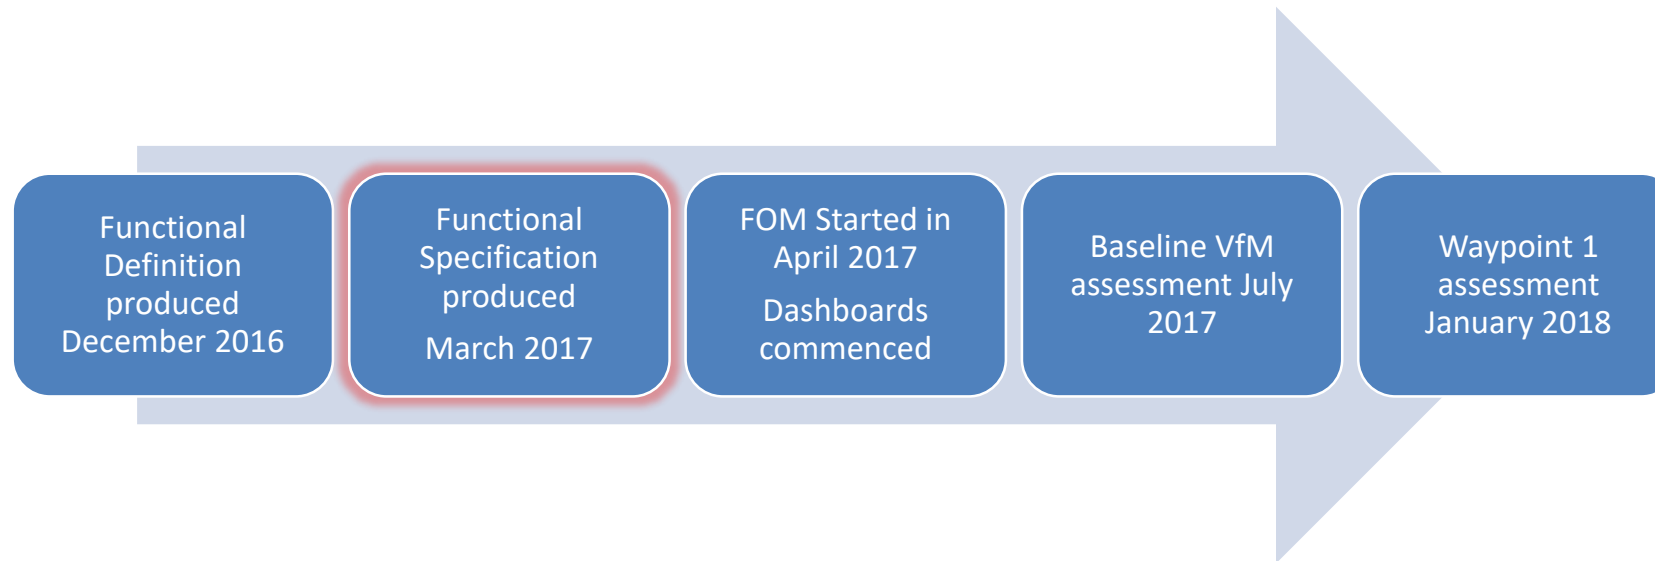 Functional
Definition
produced
December 2016
Functional
Specification
produced
March 2017
FOM Started in
April 2017
Dashboards
commenced
Baseline VfM
assessment July
2017
Waypoint 1
assessment
January 2018